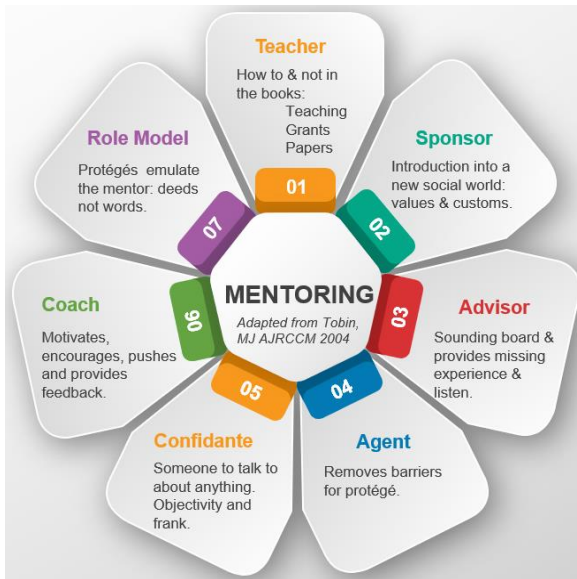 Teacher
How to & not in
the books:
Teaching
Grants
Papers
01
Sponsor
Introduction into a
new social world:
values & customs.
02
Advisor
Sounding board &
provides missing
experience &
listen.
03
Agent
Removes barriers
for protégé.
04
Confidante
Someone to talk to
about anything.
Objectivity and
frank.
05
Coach
Motivates,
encourages, pushes
and provides
feedback.
06
Role Model
Protégés emulate
the mentor: deeds
not words.
07
MENTORING
Adapted from Tobin,
MJ AJRCCM 2004